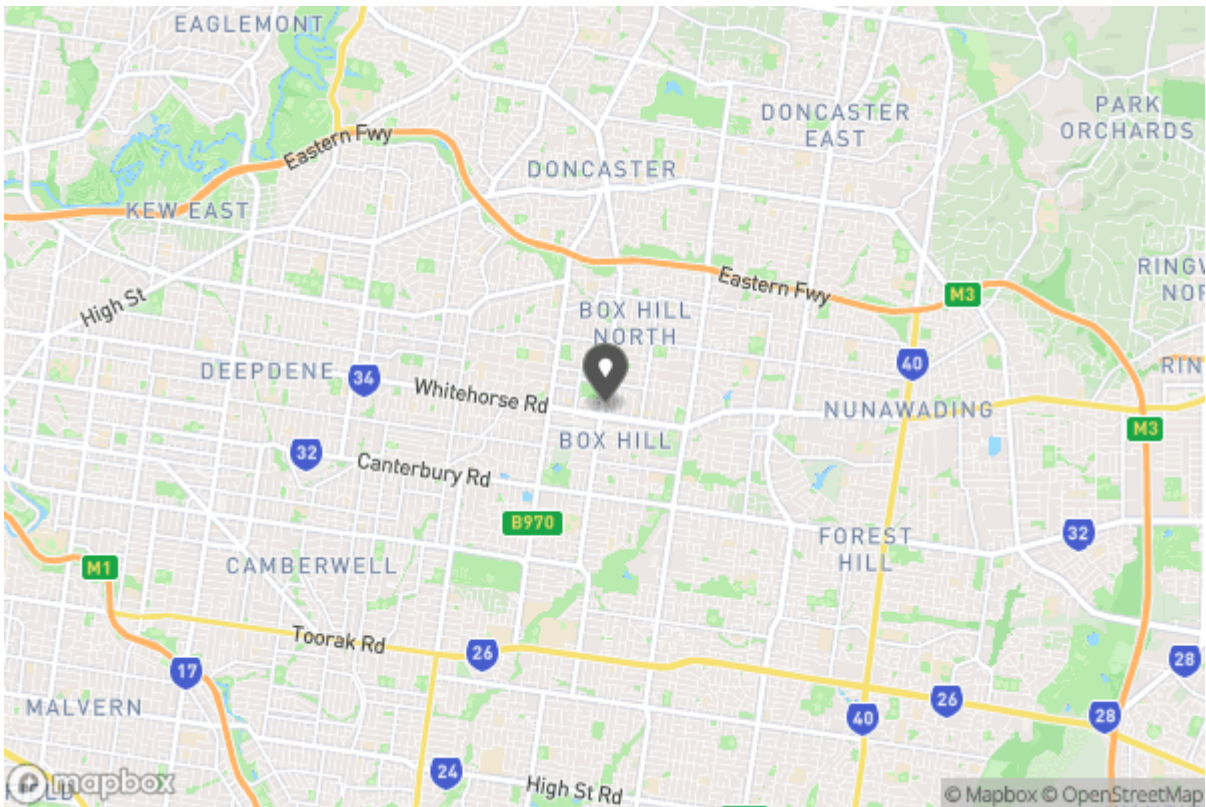 EAGLEMONT
DONCASTER
EAST
PARK
ORCHARDS
Eastern Fwy
DONCASTER
KEW EAST
RINGW
NOR
Eastern Fwy
M3
High St
BOX HILL
NORTH
40
RIN
DEEPDENE
34
Whitehorse Rd
NUNAWADING
M3
BOX HILL
32
Canterbury Rd
B970
32
FOREST
HILL
M1
CAMBERWELL
Toorak Rd
26
17
28
26
MALVERN
40
28
24
High St Rd
mapbox
FIELD
© Mapbox © OpenStreetMap